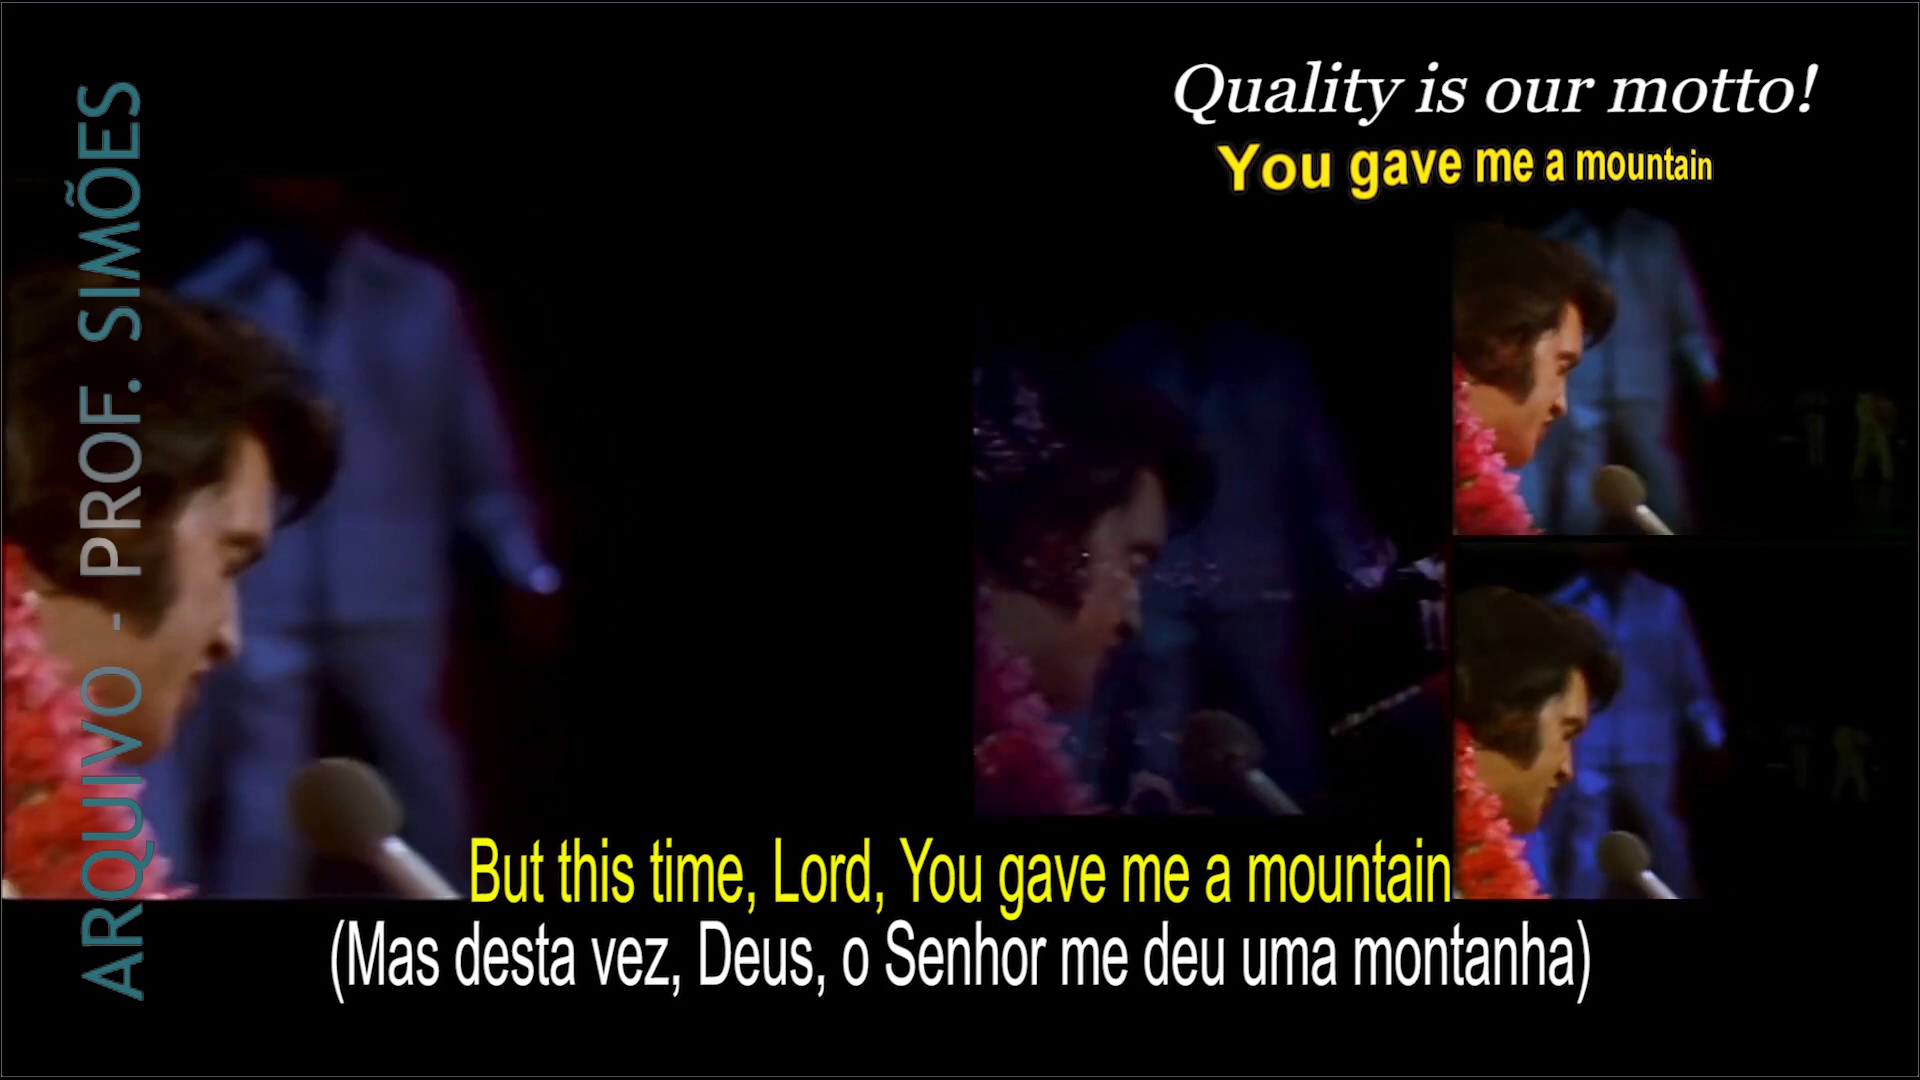 Quality is our motto!
You gave me a mountain
ARQUIVO - PROF. SIMÕES
But this time, Lord, You gave me a mountain
(Mas desta vez, Deus, o Senhor me deu uma montanha)